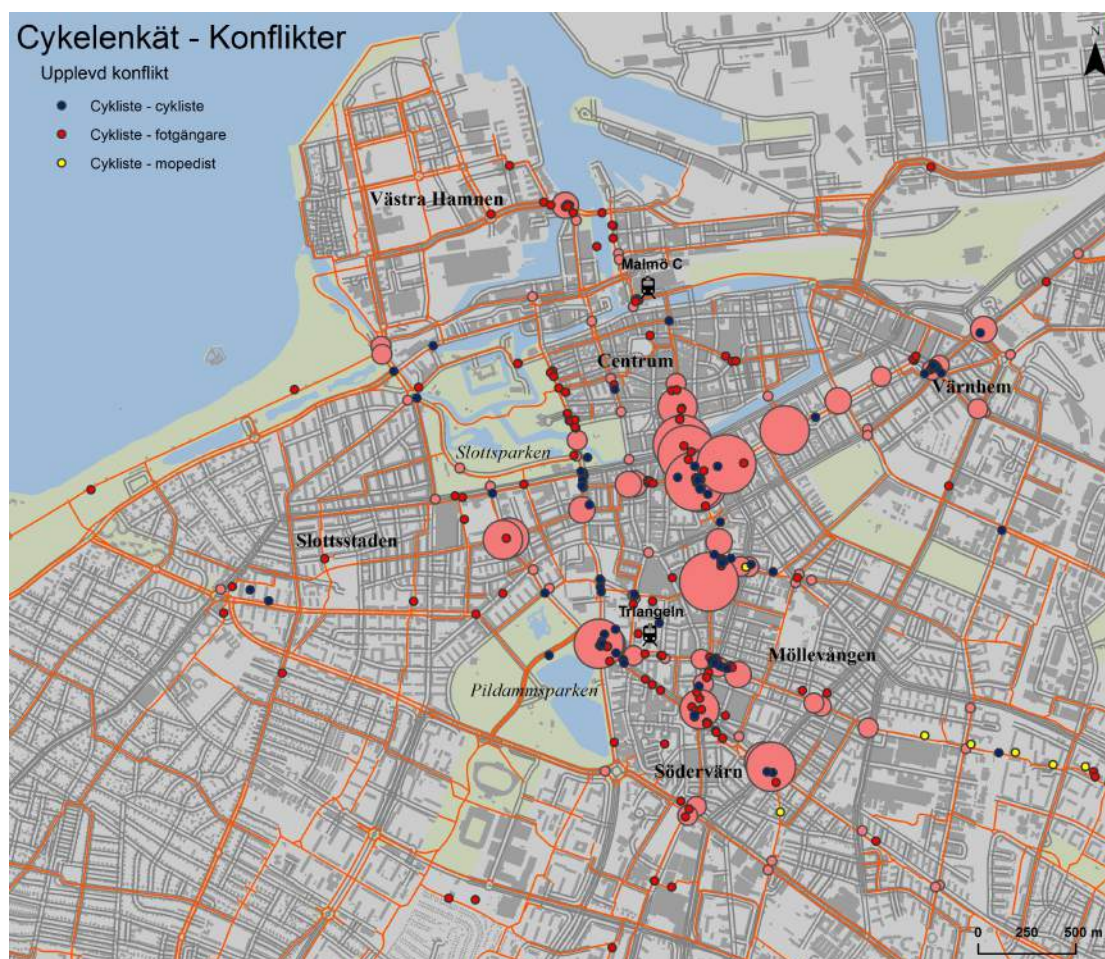 Cykelenkät - Konflikter
Upplevd konflikt
Cykliste - cykliste
Cykliste - fotgängare
Cykliste - mopedist
N
Västra Hamnen
Malmö C
Centrum
Värnhem
Slottsparken
Slottsstaden
Triangeln
Möllevången
Pildammsparken
Södervärn
0 250 500 m